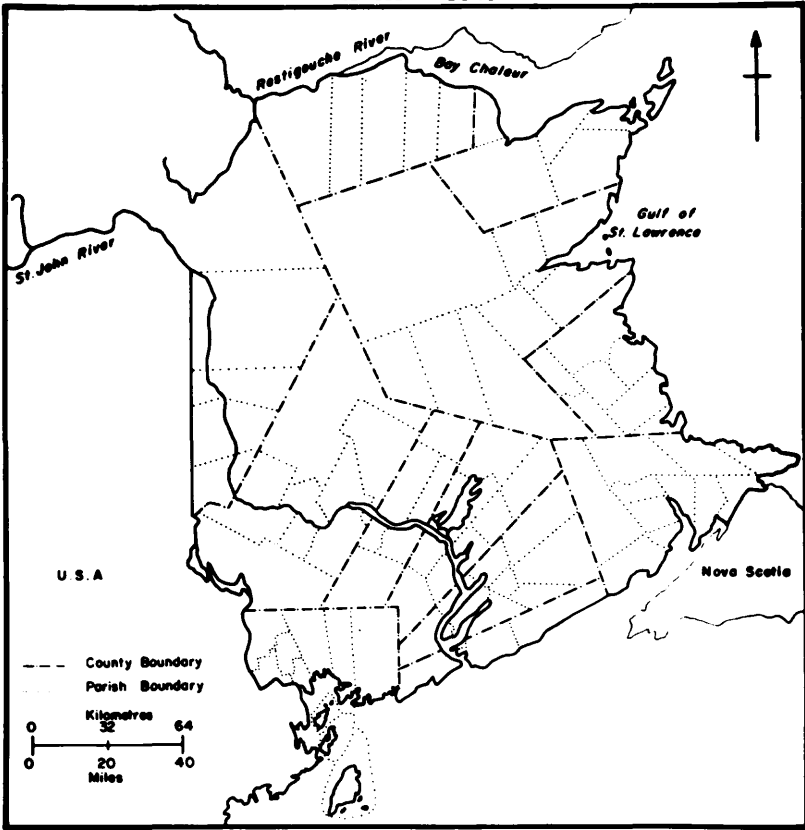 Restigouche River
Bay Chaleur
Gulf of
St. Lawrence
St. John River
U.S.A
Nova Scotia
County Boundary
Parish Boundary
Kilometres
0 32 64
0 20 40
Miles